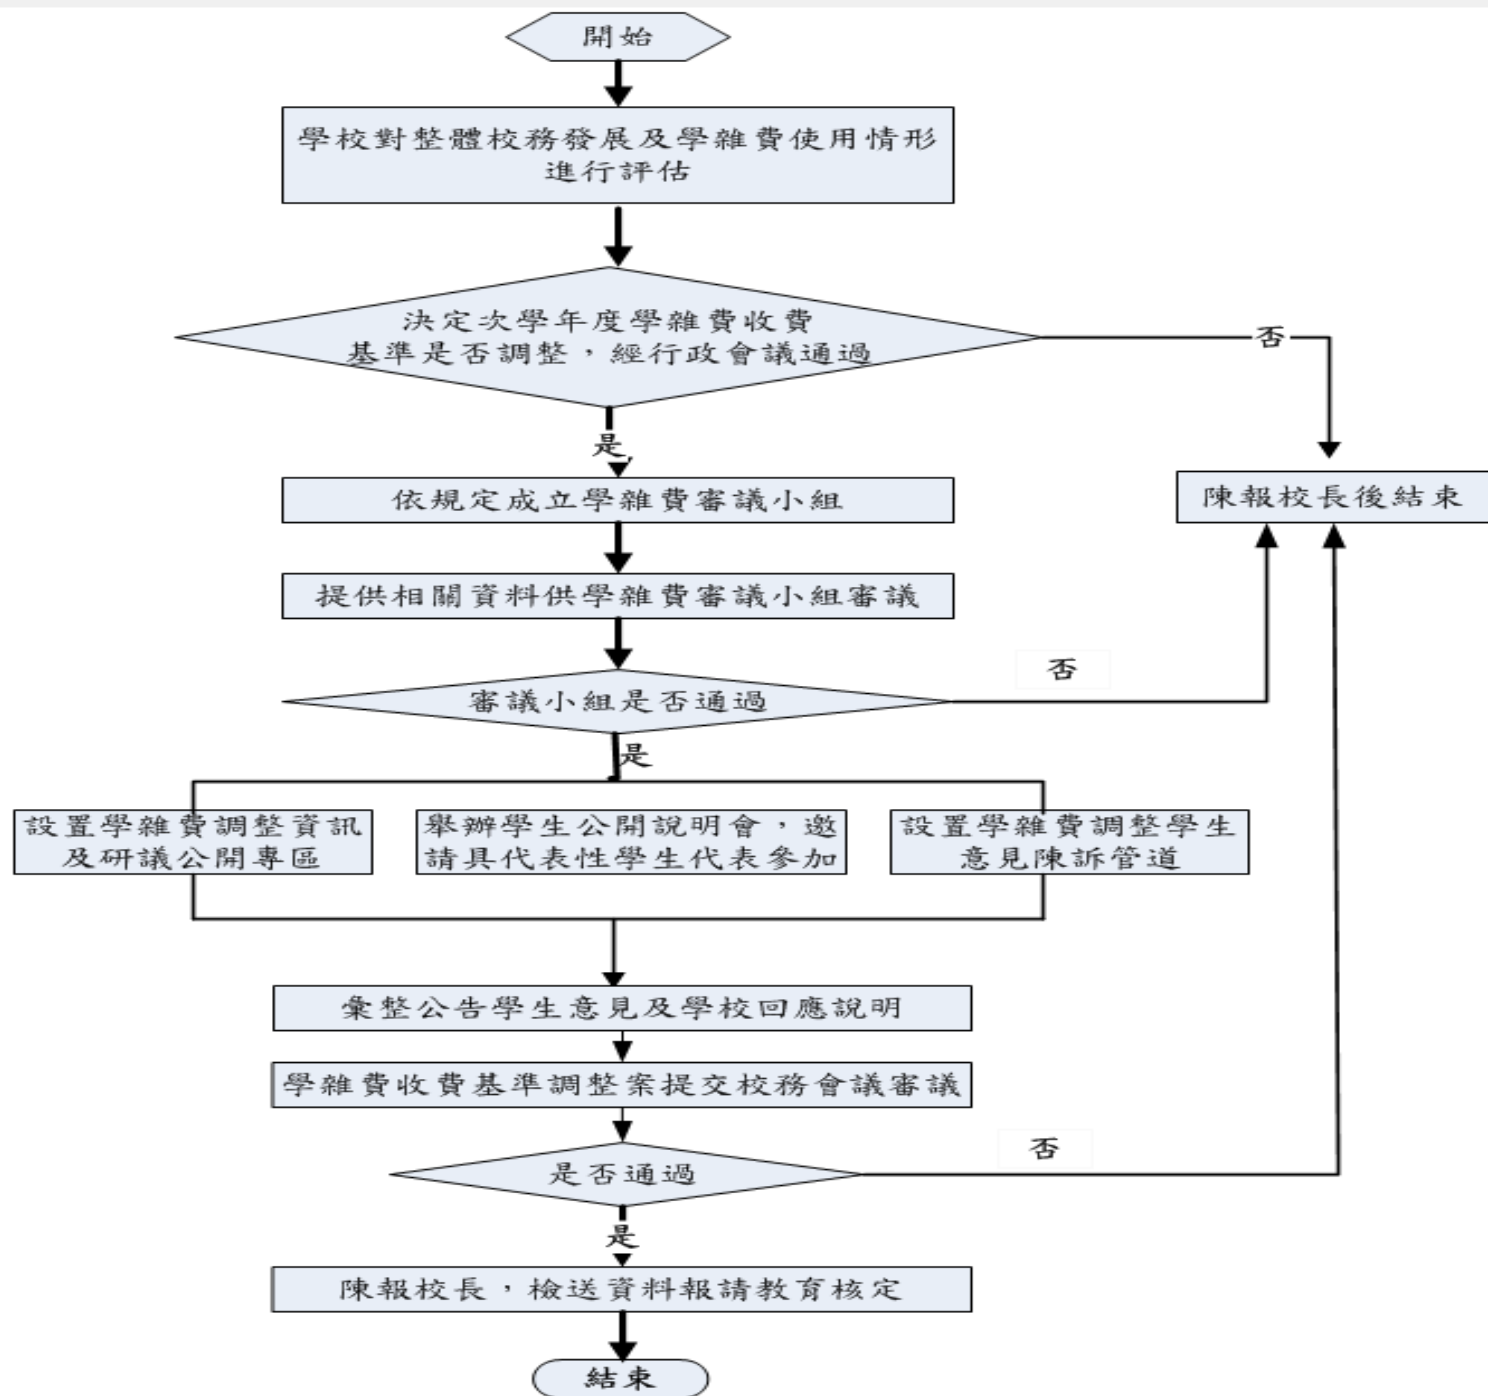 開始
學校對整體校務發展及學雜費使用情形
進行評估
決定次學年度學雜費收費
基準是否調整，經行政會議通過
否
是
依規定成立學雜費審議小組
陳報校長後結束
提供相關資料供學雜費審議小組審議
否
審議小組是否通過
是
設置學雜費調整資訊
及研議公開專區
舉辦學生公開說明會，邀
請具代表性學生代表參加
設置學雜費調整學生
意見陳訴管道
彙整公告學生意見及學校回應說明
學雜費收費基準調整案提交校務會議審議
否
是否通過
是
陳報校長，檢送資料報請教育核定
結束